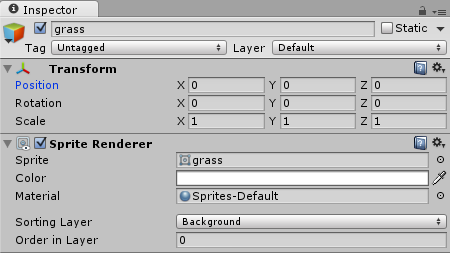 Inspector
grass Static
Tag Untagged Layer Default
Transform
Position X 0 Y 0 Z 0
Rotation X 0 Y 0 Z 0
Scale X 1 Y 1 Z 1
Sprite Renderer
Sprite grass
Color
Material Sprites-Default
Sorting Layer Background
Order in Layer 0